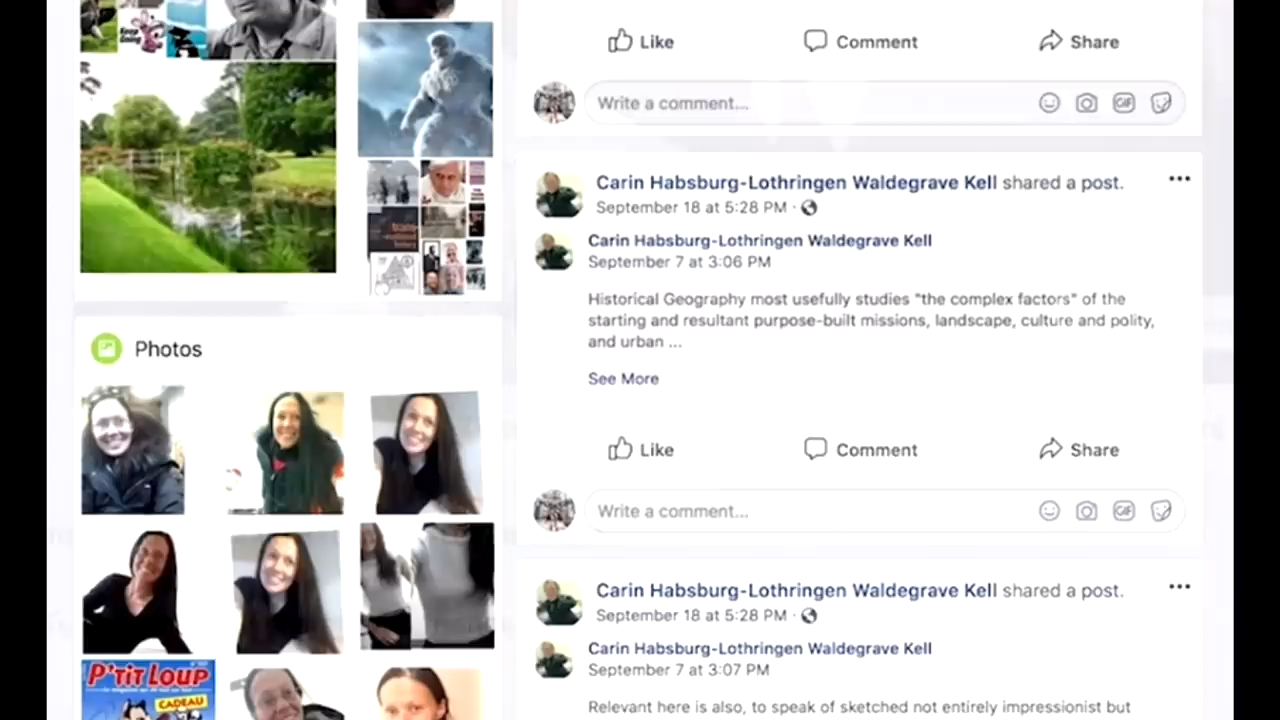 Keep
Going
Photos
P'TIT LOUP
CADEAU
Like
Comment
Share
Write a comment...
GIF
Carin Habsburg-Lothringen Waldegrave Kell shared a post.
September 18 at 5:28 PM ·
Carin Habsburg-Lothringen Waldegrave Kell
September 7 at 3:06 PM
Historical Geography most usefully studies "the complex factors" of the
starting and resultant purpose-built missions, landscape, culture and polity,
and urban ...
See More
Like
Comment
Share
Write a comment...
GIF
Carin Habsburg-Lothringen Waldegrave Kell shared a post.
September 18 at 5:28 PM ·
Carin Habsburg-Lothringen Waldegrave Kell
September 7 at 3:07 PM
Relevant here is also, to speak of sketched not entirely impressionist but